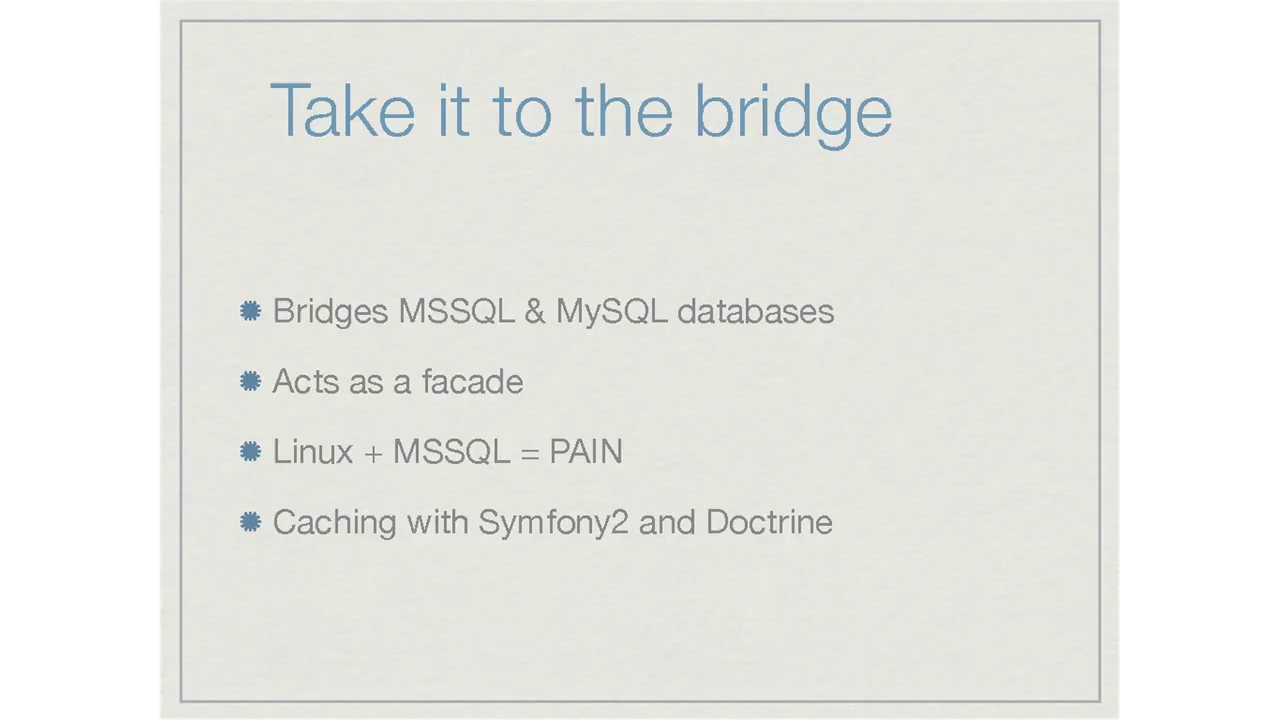 Take it to the bridge
Bridges MSSQL & MySQL databases
Acts as a facade
Linux + MSSQL = PAIN
Caching with Symfony2 and Doctrine